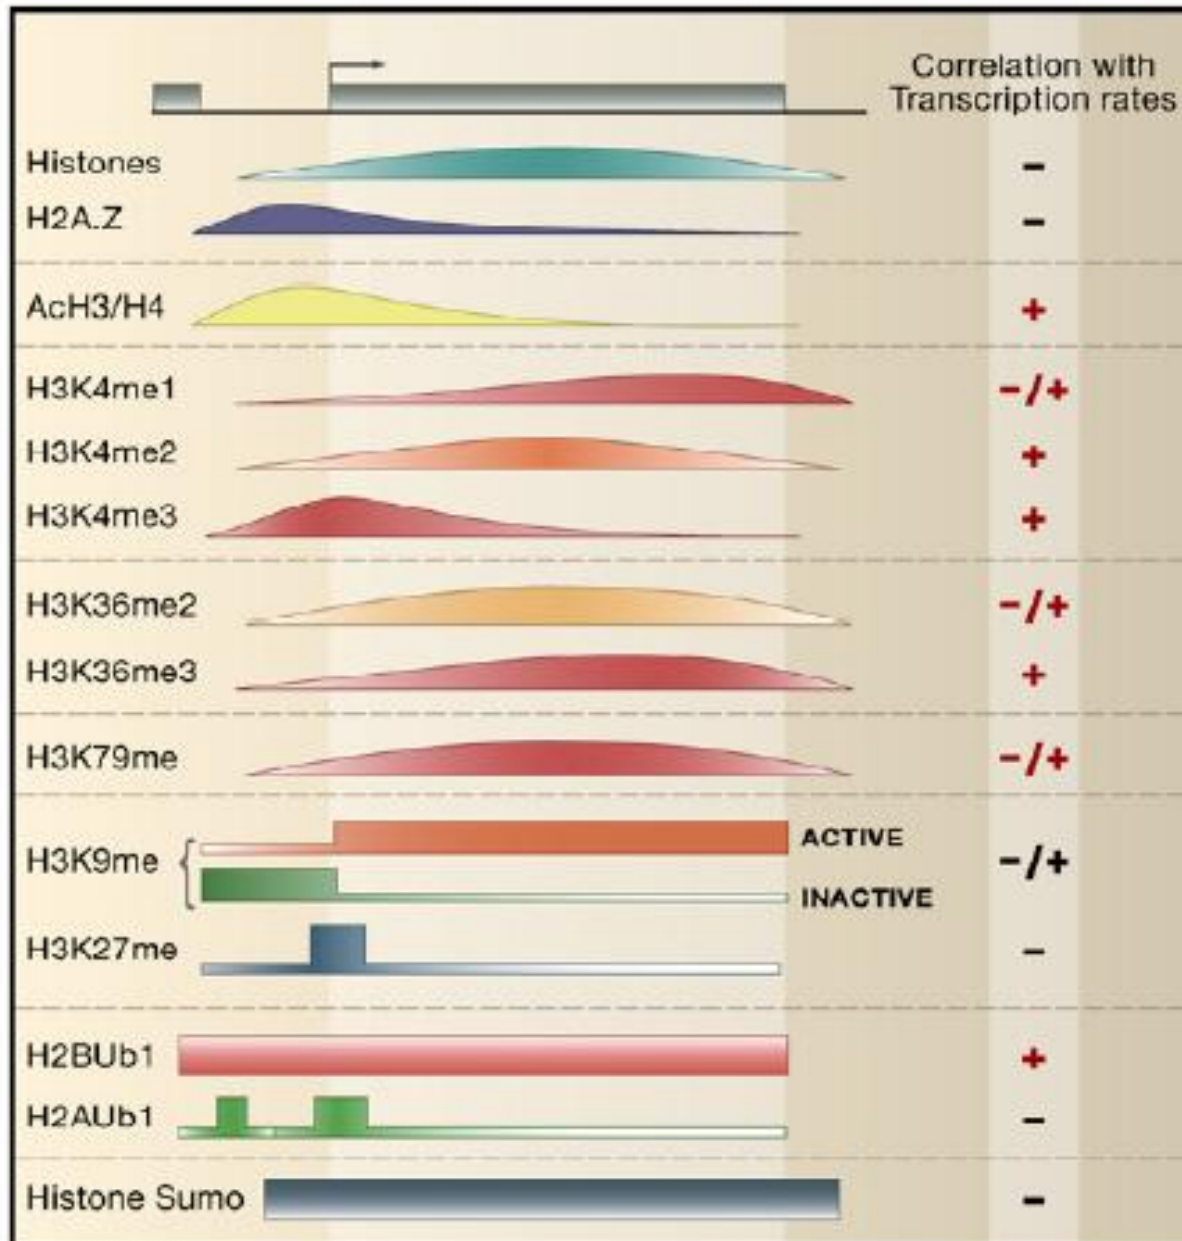 Correlation with
Transcription rates
Histones -
H2A.Z -
AcH3/H4 +
H3K4me1 -/+
H3K4me2 +
H3K4me3 +
H3K36me2 -/+
H3K36me3 +
H3K79me -/+
ACTIVE
H3K9me -/+
INACTIVE
H3K27me -
H2BUb1 +
H2AUb1 -
Histone Sumo -